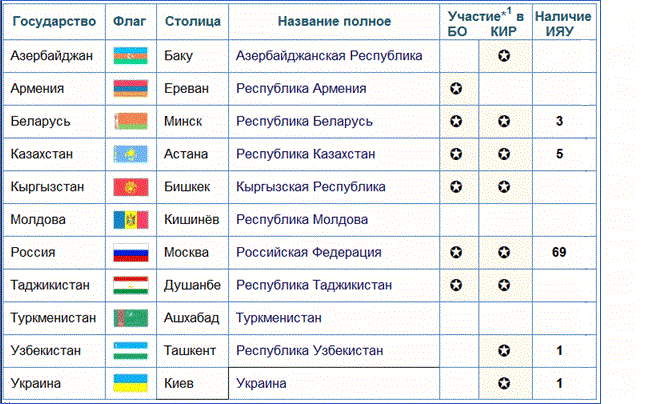 Государство Флаг Столица Название полное Участие*1 в БО КИР Наличие ИЯУ
Азербайджан Баку Азербайджанская Республика
Армения Ереван Республика Армения
Беларусь Минск Республика Беларусь 3
Казахстан Астана Республика Казахстан 5
Кыргызстан Бишкек Кыргызская Республика
Молдова Кишинёв Республика Молдова
Россия Москва Российская Федерация 69
Таджикистан Душанбе Республика Таджикистан
Туркменистан Ашхабад Туркменистан
Узбекистан Ташкент Республика Узбекистан 1
Украина Киев Украина 1